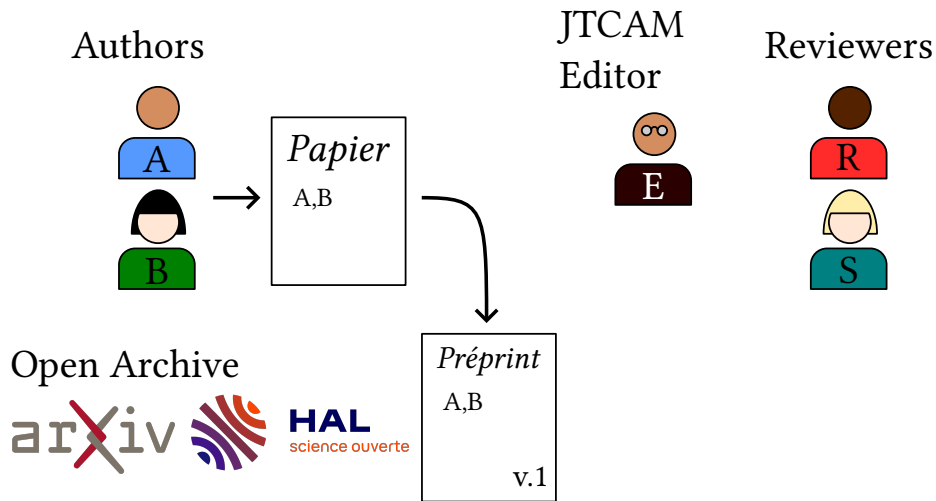 Authors
JTCAM
Editor
Reviewers
A
B
Papier
A,B
E
R
S
Open Archive
arXiv
HAL
science ouverte
Préprint
A,B
v.1